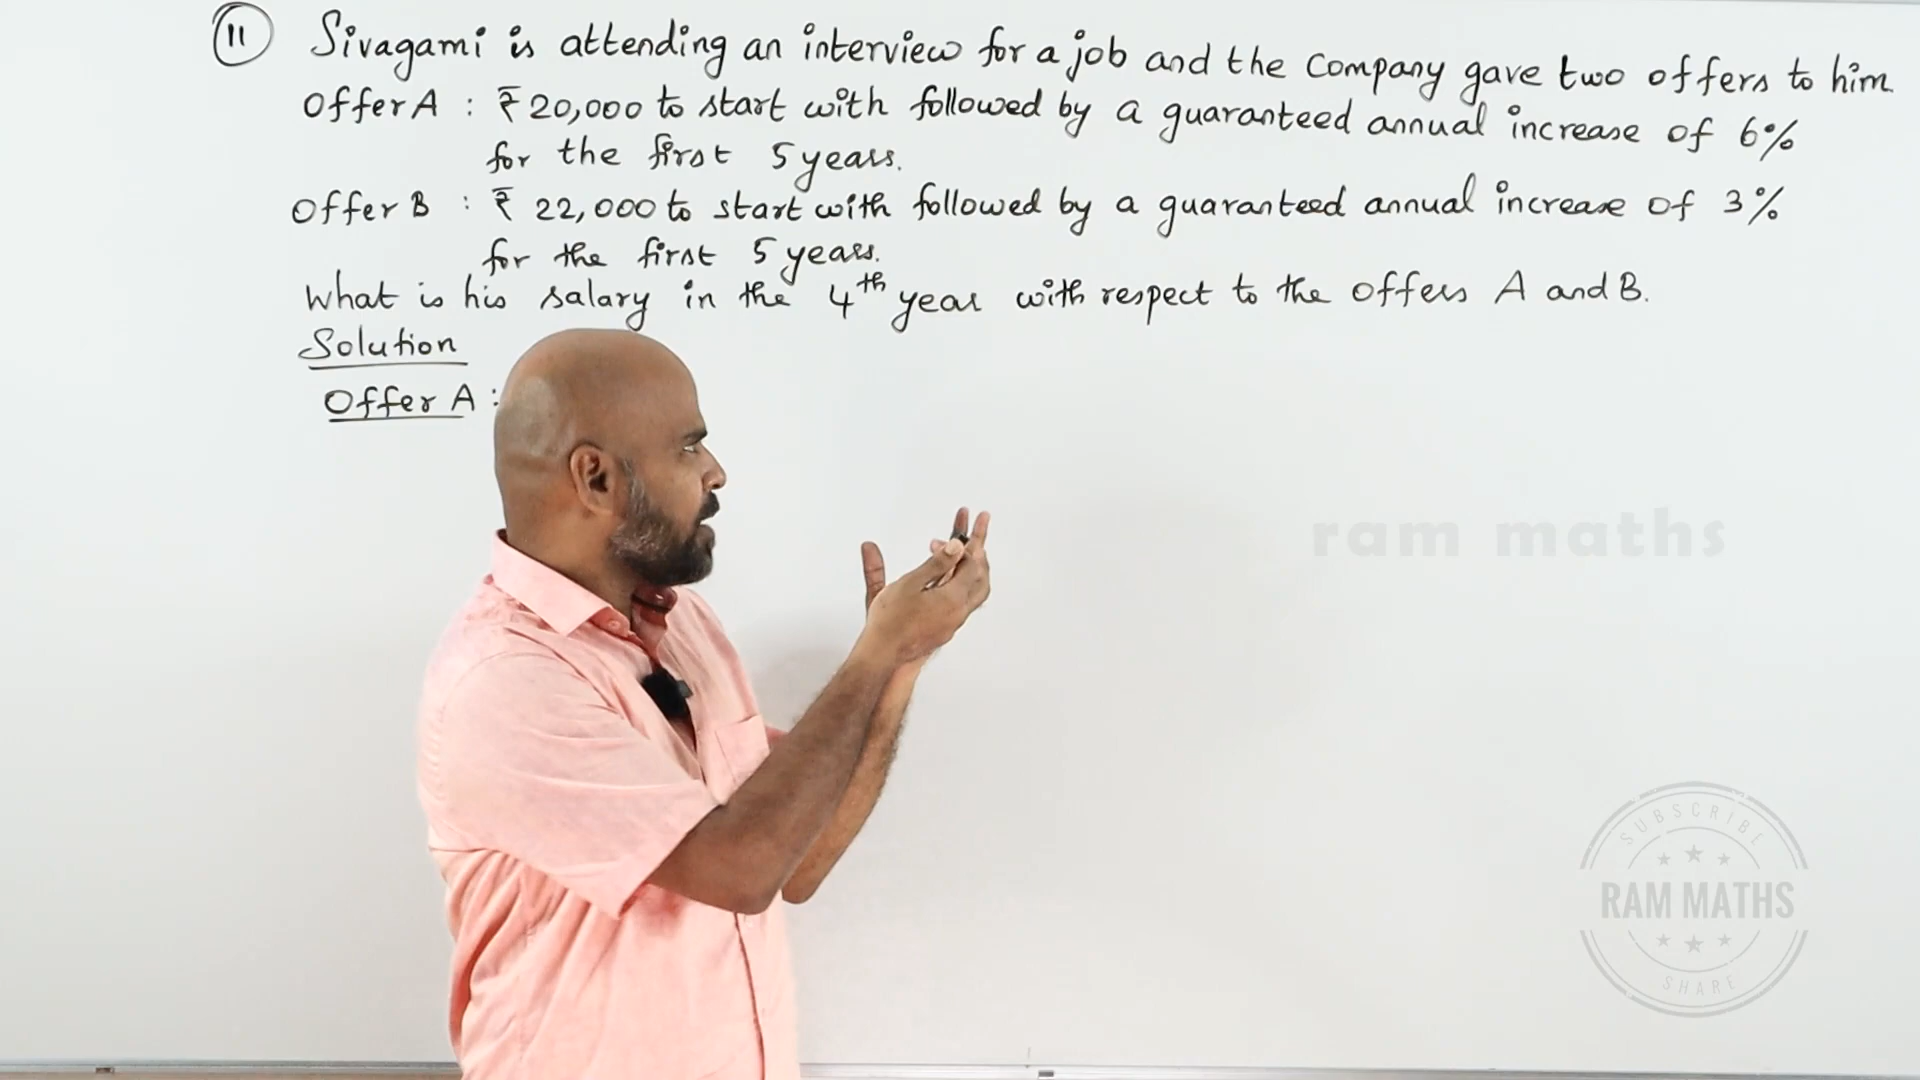 11 Sivagami is attending an interview for a job and the Company gave two offers to him
Offer A : ₹ 20,000 to start with followed by a guaranteed annual increase of 6%
for the first 5 years.
Offer B : ₹ 22,000 to start with followed by a guaranteed annual increase of 3%
for the first 5 years.
What is his salary in the 4th year with respect to the offers A and B.
Solution
Offer A :
ram maths
SUBSCRIBE
RAM MATHS
SHARE